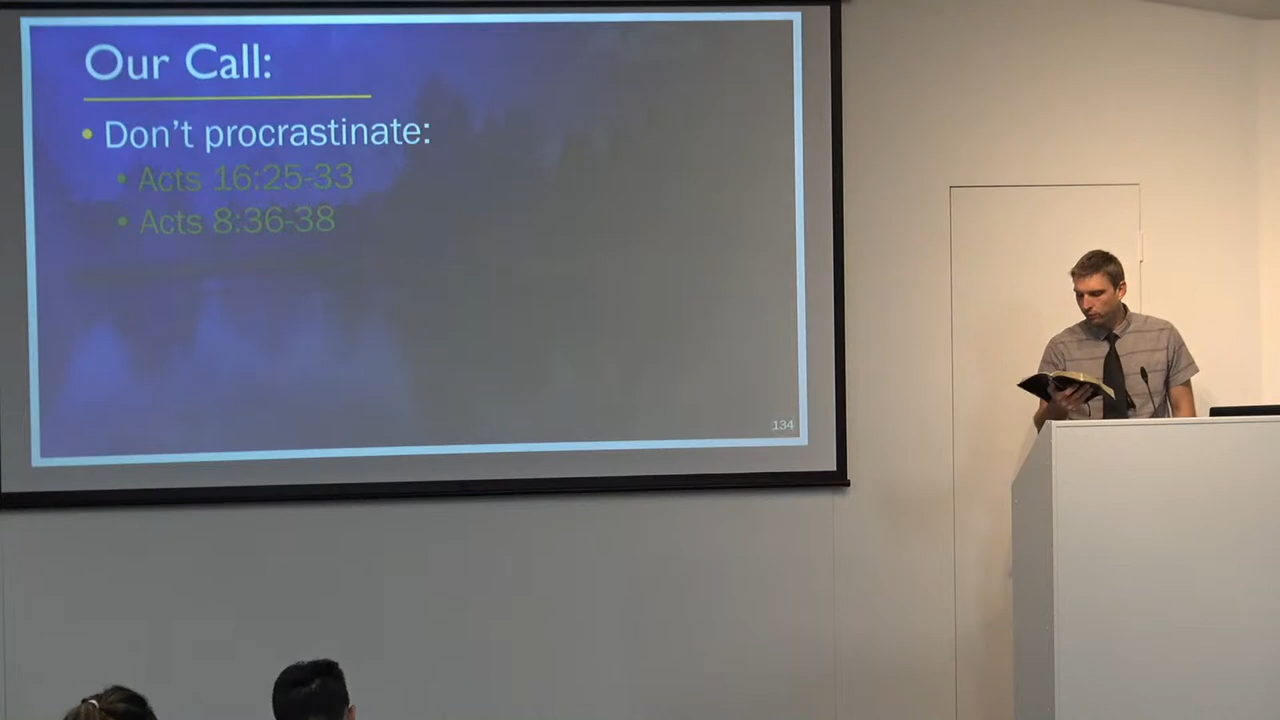 Our Call:
• Don't procrastinate:
• Acts 16:25-33
• Acts 8:36-38
134